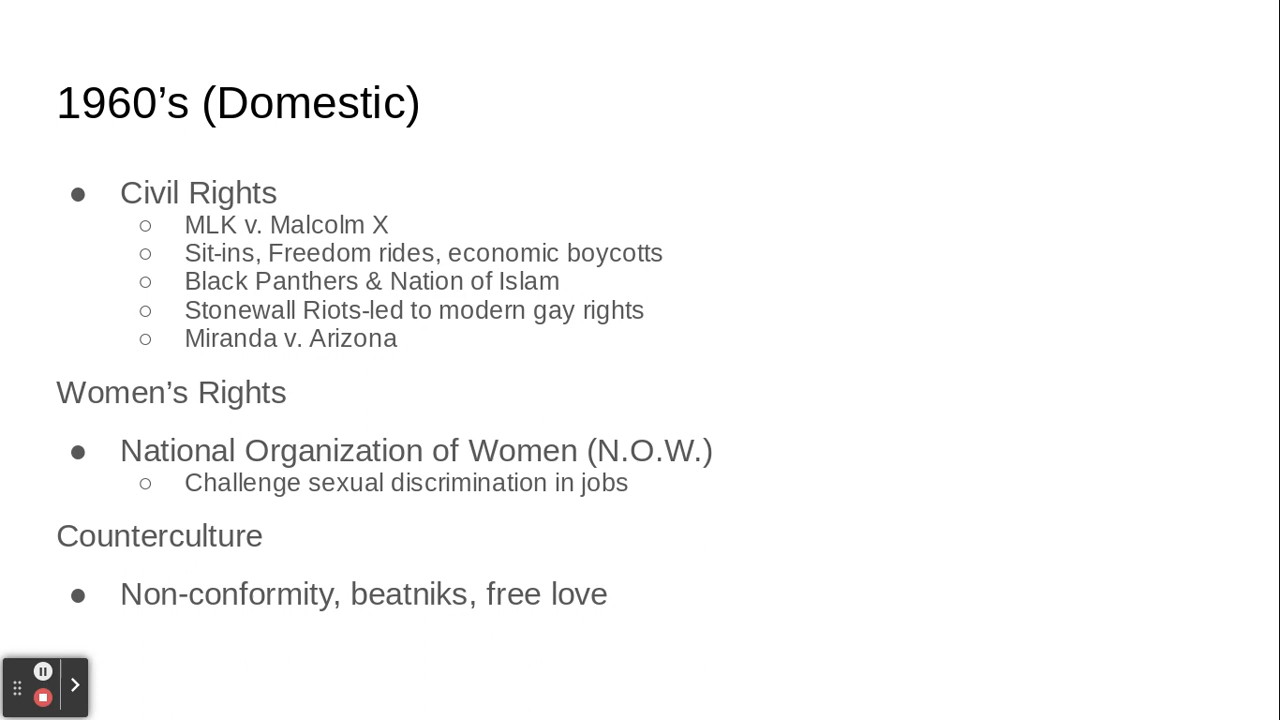 1960’s (Domestic)
● Civil Rights
○ MLK v. Malcolm X
○ Sit-ins, Freedom rides, economic boycotts
○ Black Panthers & Nation of Islam
○ Stonewall Riots-led to modern gay rights
○ Miranda v. Arizona
Women’s Rights
● National Organization of Women (N.O.W.)
○ Challenge sexual discrimination in jobs
Counterculture
● Non-conformity, beatniks, free love